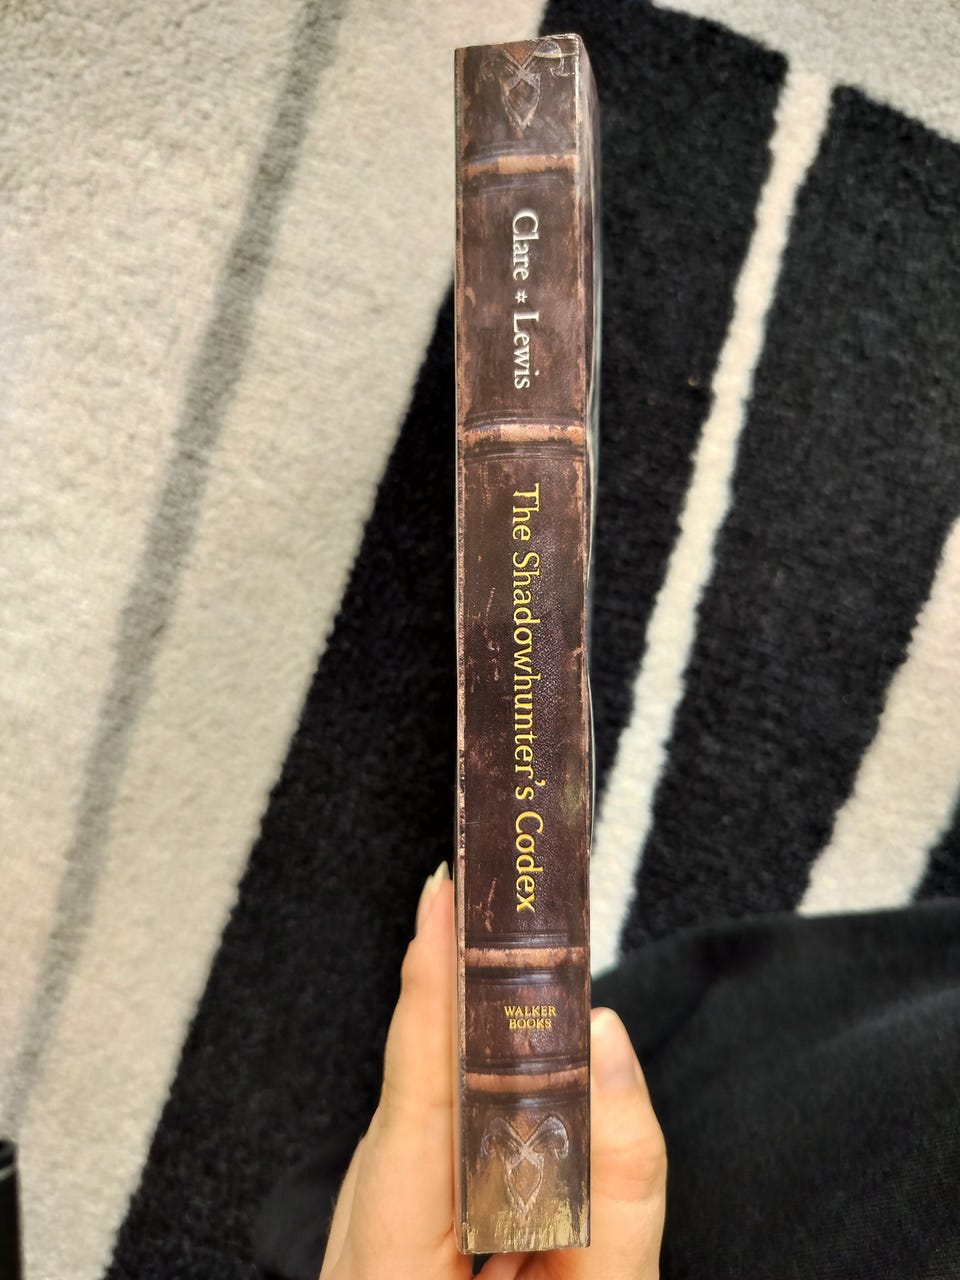 Clare * Lewis
The Shadowhunter's Codex
WALKER
BOOKS